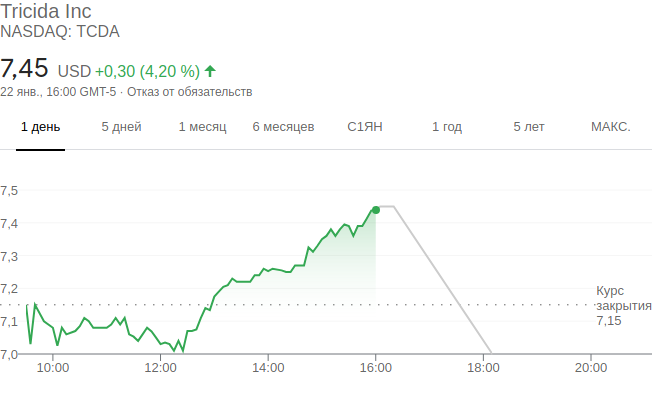 Tricida Inc
NASDAQ: TCDA
7,45 USD +0,30 (4,20 %)
22 янв., 16:00 GMT-5 · Отказ от обязательств
1 день 5 дней 1 месяц 6 месяцев С1ЯН 1 год 5 лет МАКС.
7,5
7,4
7,3
7,2
7,1
7,0
Курс
закрытия
7,15
10:00 12:00 14:00 16:00 18:00 20:00